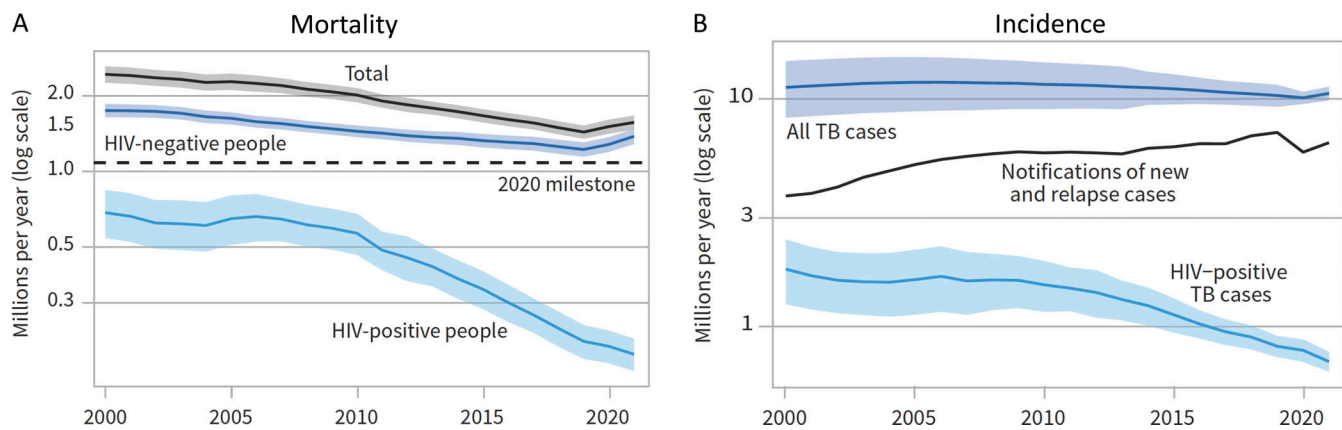 A
Mortality
Millions per year (log scale)
2.0
1.5
1.0
0.5
0.3
Total
HIV-negative people
2020 milestone
HIV-positive people
2000
2005
2010
2015
2020
B
Incidence
Millions per year (log scale)
10
3
1
All TB cases
Notifications of new
and relapse cases
HIV−positive
TB cases
2000
2005
2010
2015
2020